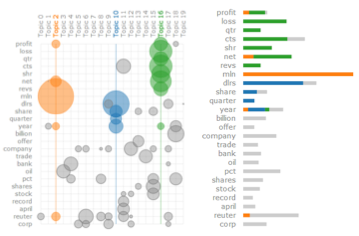 Topic 0
Topic 1
Topic 2
Topic 3
Topic 4
Topic 5
Topic 6
Topic 7
Topic 8
Topic 9
Topic 10
Topic 11
Topic 12
Topic 13
Topic 14
Topic 15
Topic 16
Topic 17
Topic 18
Topic 19
profit
loss
qtr
cts
shr
net
revs
mln
dlrs
share
quarter
year
billion
offer
company
trade
bank
oil
pct
shares
stock
record
april
reuter
corp
profit
loss
qtr
cts
shr
net
revs
mln
dlrs
share
quarter
year
billion
offer
company
trade
bank
oil
pct
shares
stock
record
april
reuter
corp